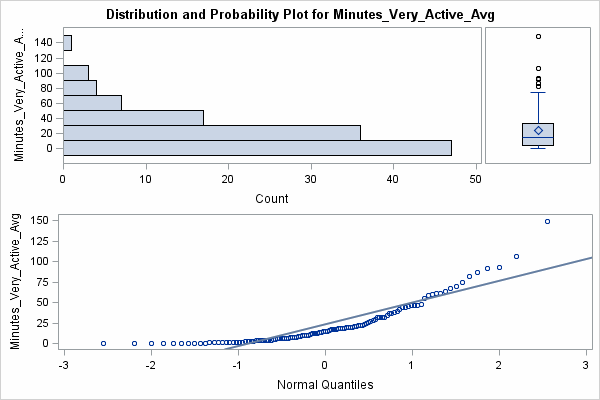 Distribution and Probability Plot for Minutes_Very_Active_Avg
Minutes_Very_Active_A...
140
120
100
80
60
40
20
0
0 10 20 30 40 50
Count
Minutes_Very_Active_Avg
150
125
100
75
50
25
0
-3 -2 -1 0 1 2 3
Normal Quantiles